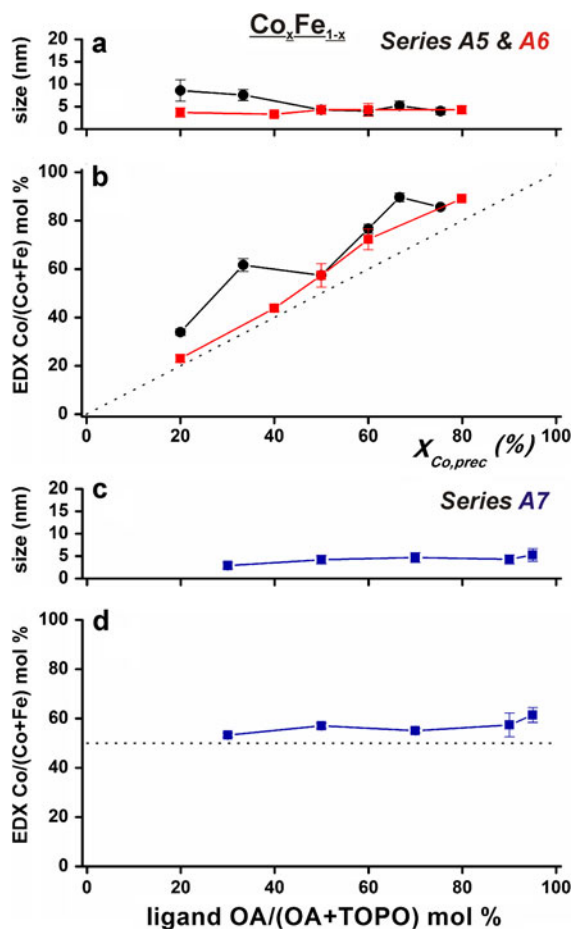 CoxFe1-x
a
Series A5 & A6
size (nm)
20
15
10
5
0
b
EDX Co/(Co+Fe) mol %
100
80
60
40
20
0
0 20 40 60 80 100
XCo,prec (%)
c
Series A7
size (nm)
20
15
10
5
0
d
EDX Co/(Co+Fe) mol %
100
80
60
40
20
0
0 20 40 60 80 100
ligand OA/(OA+TOPO) mol %